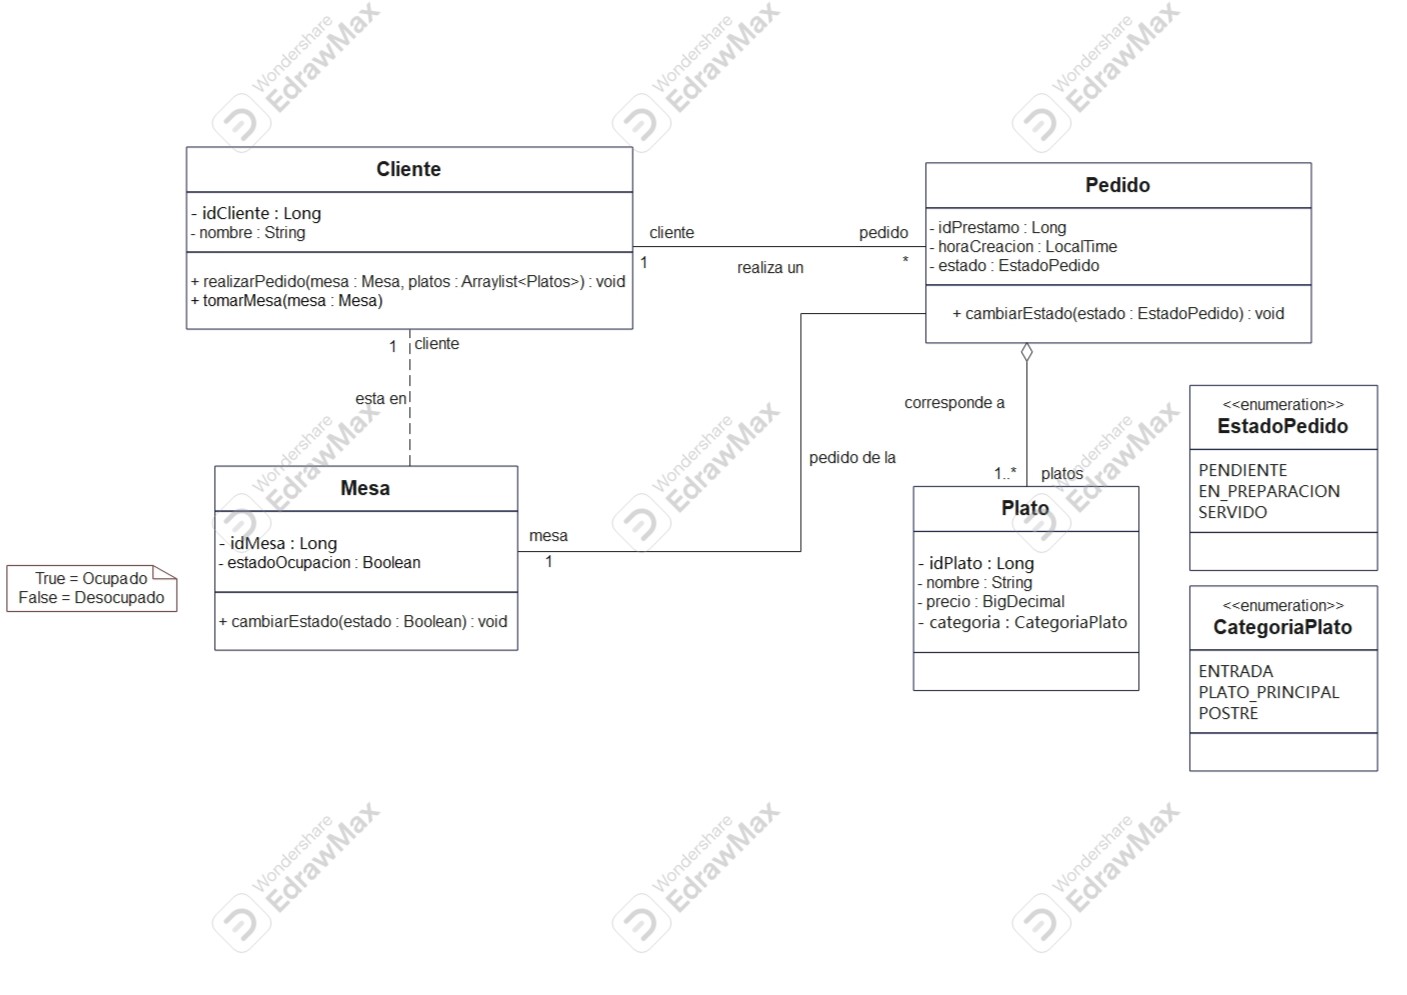 Wondershare
EdrawMax
Wondershare
EdrawMax
Wondershare
EdrawMax
Cliente
- idCliente : Long
- nombre : String
+ realizarPedido(mesa : Mesa, platos : Arraylist<Platos>) : void
+ tomarMesa(mesa : Mesa)
cliente
1
realiza un
pedido
*
Pedido
- idPrestamo : Long
- horaCreacion : LocalTime
- estado : EstadoPedido
+ cambiarEstado(estado : EstadoPedido) : void
1
cliente
esta en
corresponde a
1..*
platos
pedido de la
Wondershare
EdrawMax
Wondershare
EdrawMax
Wondershare
EdrawMax
<<enumeration>>
EstadoPedido
PENDIENTE
EN_PREPARACION
SERVIDO
Mesa
- idMesa : Long
- estadoOcupacion : Boolean
+ cambiarEstado(estado : Boolean) : void
mesa
1
True = Ocupado
False = Desocupado
Plato
- idPlato : Long
- nombre : String
- precio : BigDecimal
- categoria : CategoriaPlato
<<enumeration>>
CategoriaPlato
ENTRADA
PLATO_PRINCIPAL
POSTRE
Wondershare
EdrawMax
Wondershare
EdrawMax
Wondershare
EdrawMax